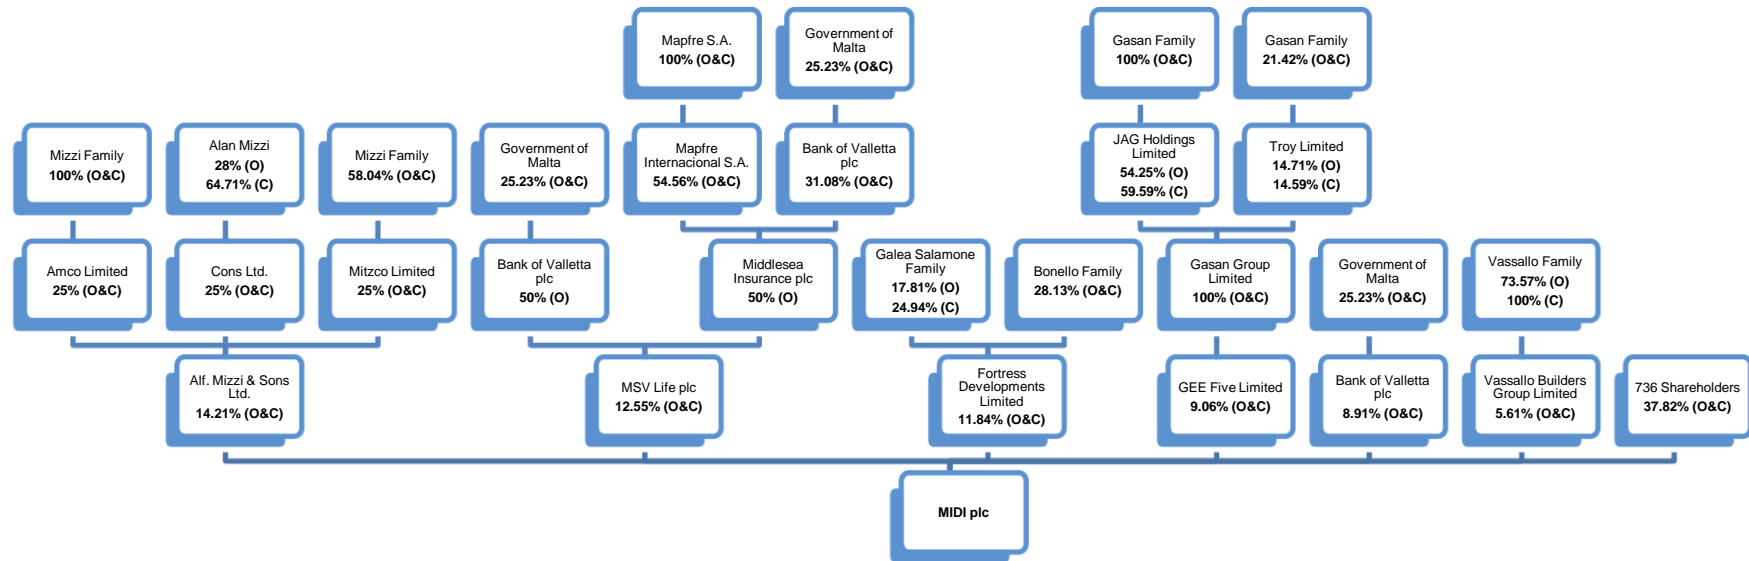 Mapfre S.A.
100% (O&C)
Government of
Malta
25.23% (O&C)
Gasan Family
100% (O&C)
Gasan Family
21.42% (O&C)
Mizzi Family
100% (O&C)
Alan Mizzi
28% (O)
64.71% (C)
Mizzi Family
58.04% (O&C)
Government of
Malta
25.23% (O&C)
Mapfre
Internacional S.A.
54.56% (O&C)
Bank of Valletta
plc
31.08% (O&C)
JAG Holdings
Limited
54.25% (O)
59.59% (C)
Troy Limited
14.71% (O)
14.59% (C)
Amco Limited
25% (O&C)
Cons Ltd.
25% (O&C)
Mitzco Limited
25% (O&C)
Bank of Valletta
plc
50% (O)
Middlesea
Insurance plc
50% (O)
Galea Salamone
Family
17.81% (O)
24.94% (C)
Bonello Family
28.13% (O&C)
Gasan Group
Limited
100% (O&C)
Government of
Malta
25.23% (O&C)
Vassallo Family
73.57% (O)
100% (C)
Alf. Mizzi & Sons
Ltd.
14.21% (O&C)
MSV Life plc
12.55% (O&C)
Fortress
Developments
Limited
11.84% (O&C)
GEE Five Limited
9.06% (O&C)
Bank of Valletta
plc
8.91% (O&C)
Vassallo Builders
Group Limited
5.61% (O&C)
736 Shareholders
37.82% (O&C)
MIDI plc